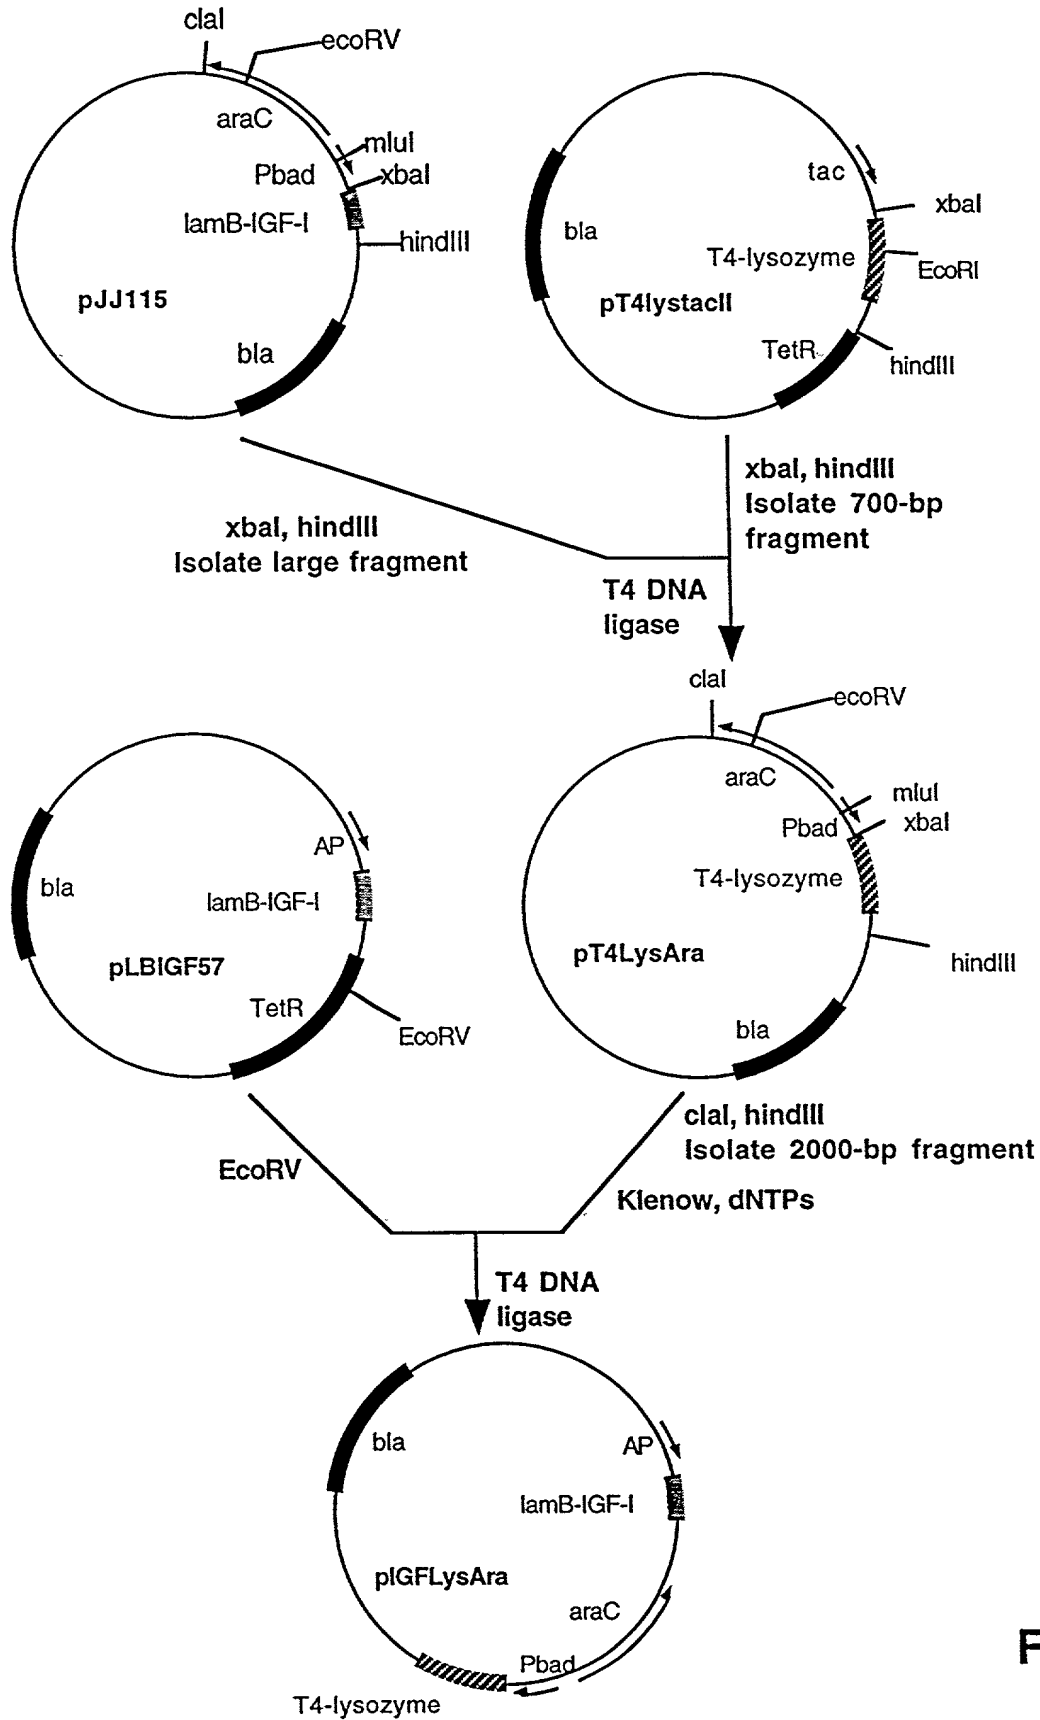 claI
ecoRV
araC
mluI
Pbad
xbaI
lamB-IGF-I
hindIII
pJJ115
bla
tac
xbaI
bla
T4-lysozyme
EcoRI
pT4lystacII
TetR
hindIII
xbaI, hindIII
Isolate large fragment
xbaI, hindIII
Isolate 700-bp
fragment
T4 DNA
ligase
claI
ecoRV
araC
mluI
Pbad
xbaI
T4-lysozyme
pT4LysAra
hindIII
bla
AP
bla
lamB-IGF-I
pLBIGF57
TetR
EcoRV
EcoRV
claI, hindIII
Isolate 2000-bp fragment
Klenow, dNTPs
T4 DNA
ligase
bla
AP
lamB-IGF-I
pIGFLysAra
araC
Pbad
T4-lysozyme
F